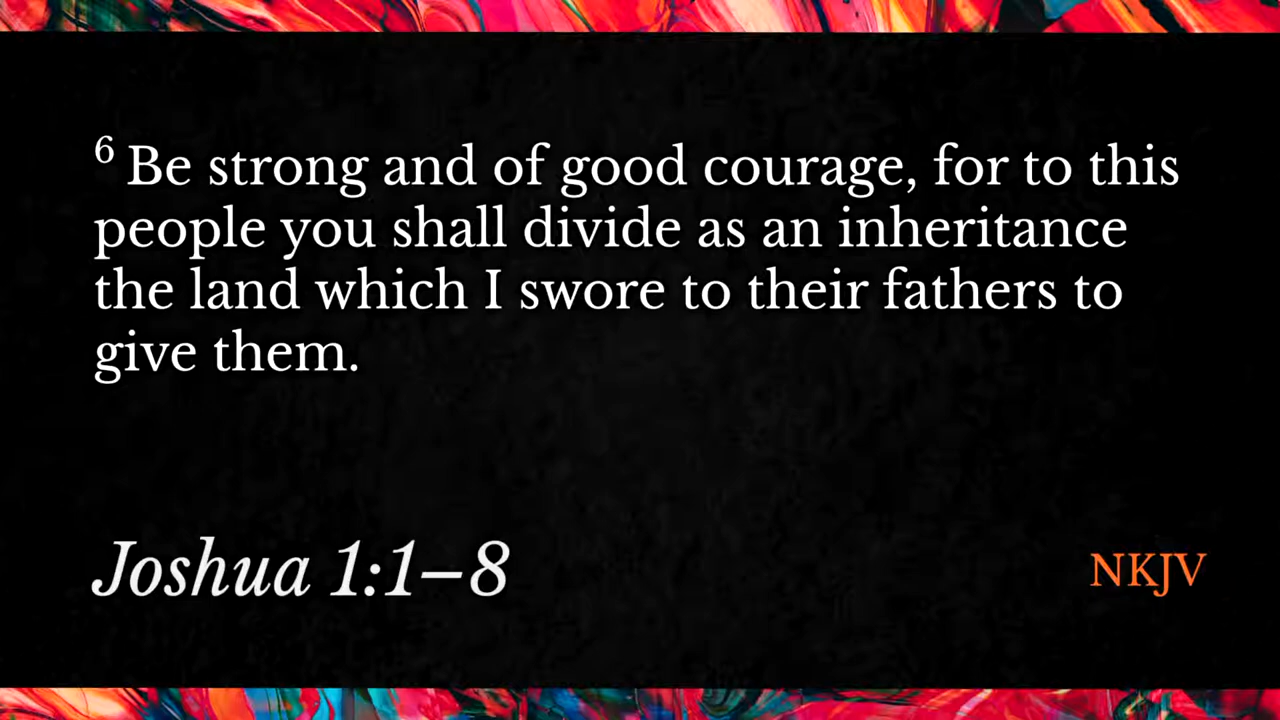 6 Be strong and of good courage, for to this
people you shall divide as an inheritance
the land which I swore to their fathers to
give them.
Joshua 1:1–8
NKJV